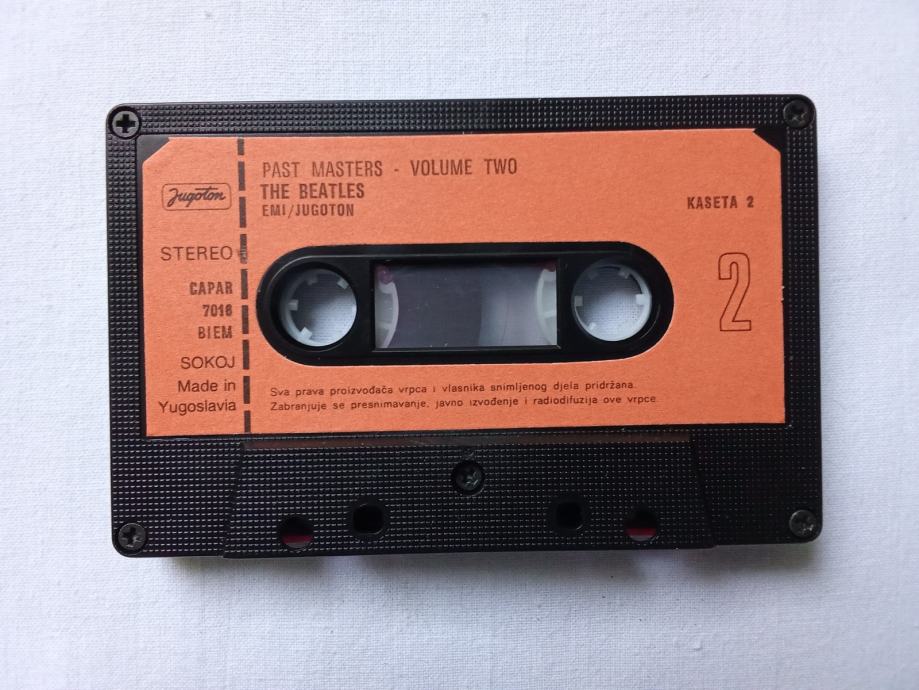 Jugoton
STEREO
CAPAR
7016
BIEM
SOKOJ
Made in
Yugoslavia
PAST MASTERS - VOLUME TWO
THE BEATLES
EMI/JUGOTON
KASETA 2
2
Sva prava proizvođača vrpca i vlasnika snimljenog djela pridržana.
Zabranjuje se presnimavanje, javno izvođenje i radiodifuzija ove vrpce.